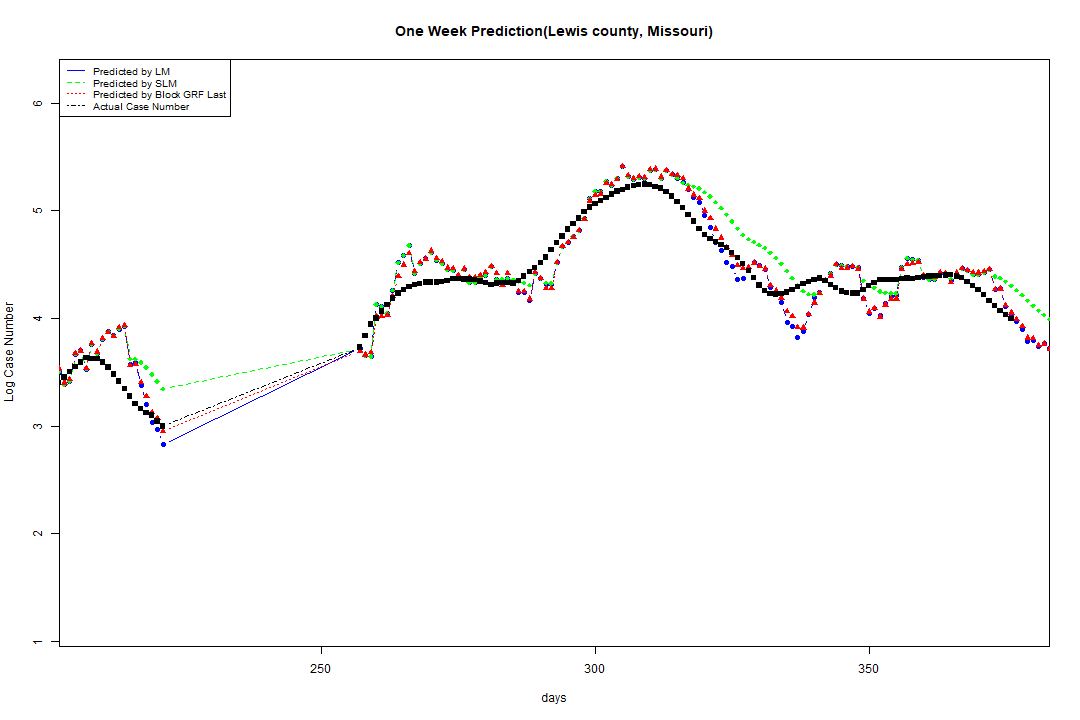 One Week Prediction(Lewis county, Missouri)
Predicted by LM
Predicted by SLM
Predicted by Block GRF Last
Actual Case Number
6
5
4
3
2
1
Log Case Number
250
300
350
days